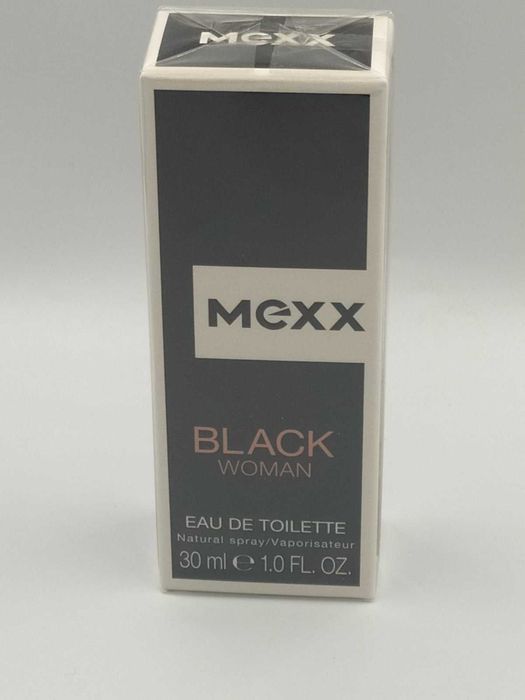 MEXX
MEXX
BLACK
WOMAN
EAU DE TOILETTE
Natural spray/Vaporisateur
30 ml ℮ 1.0 FL. OZ.